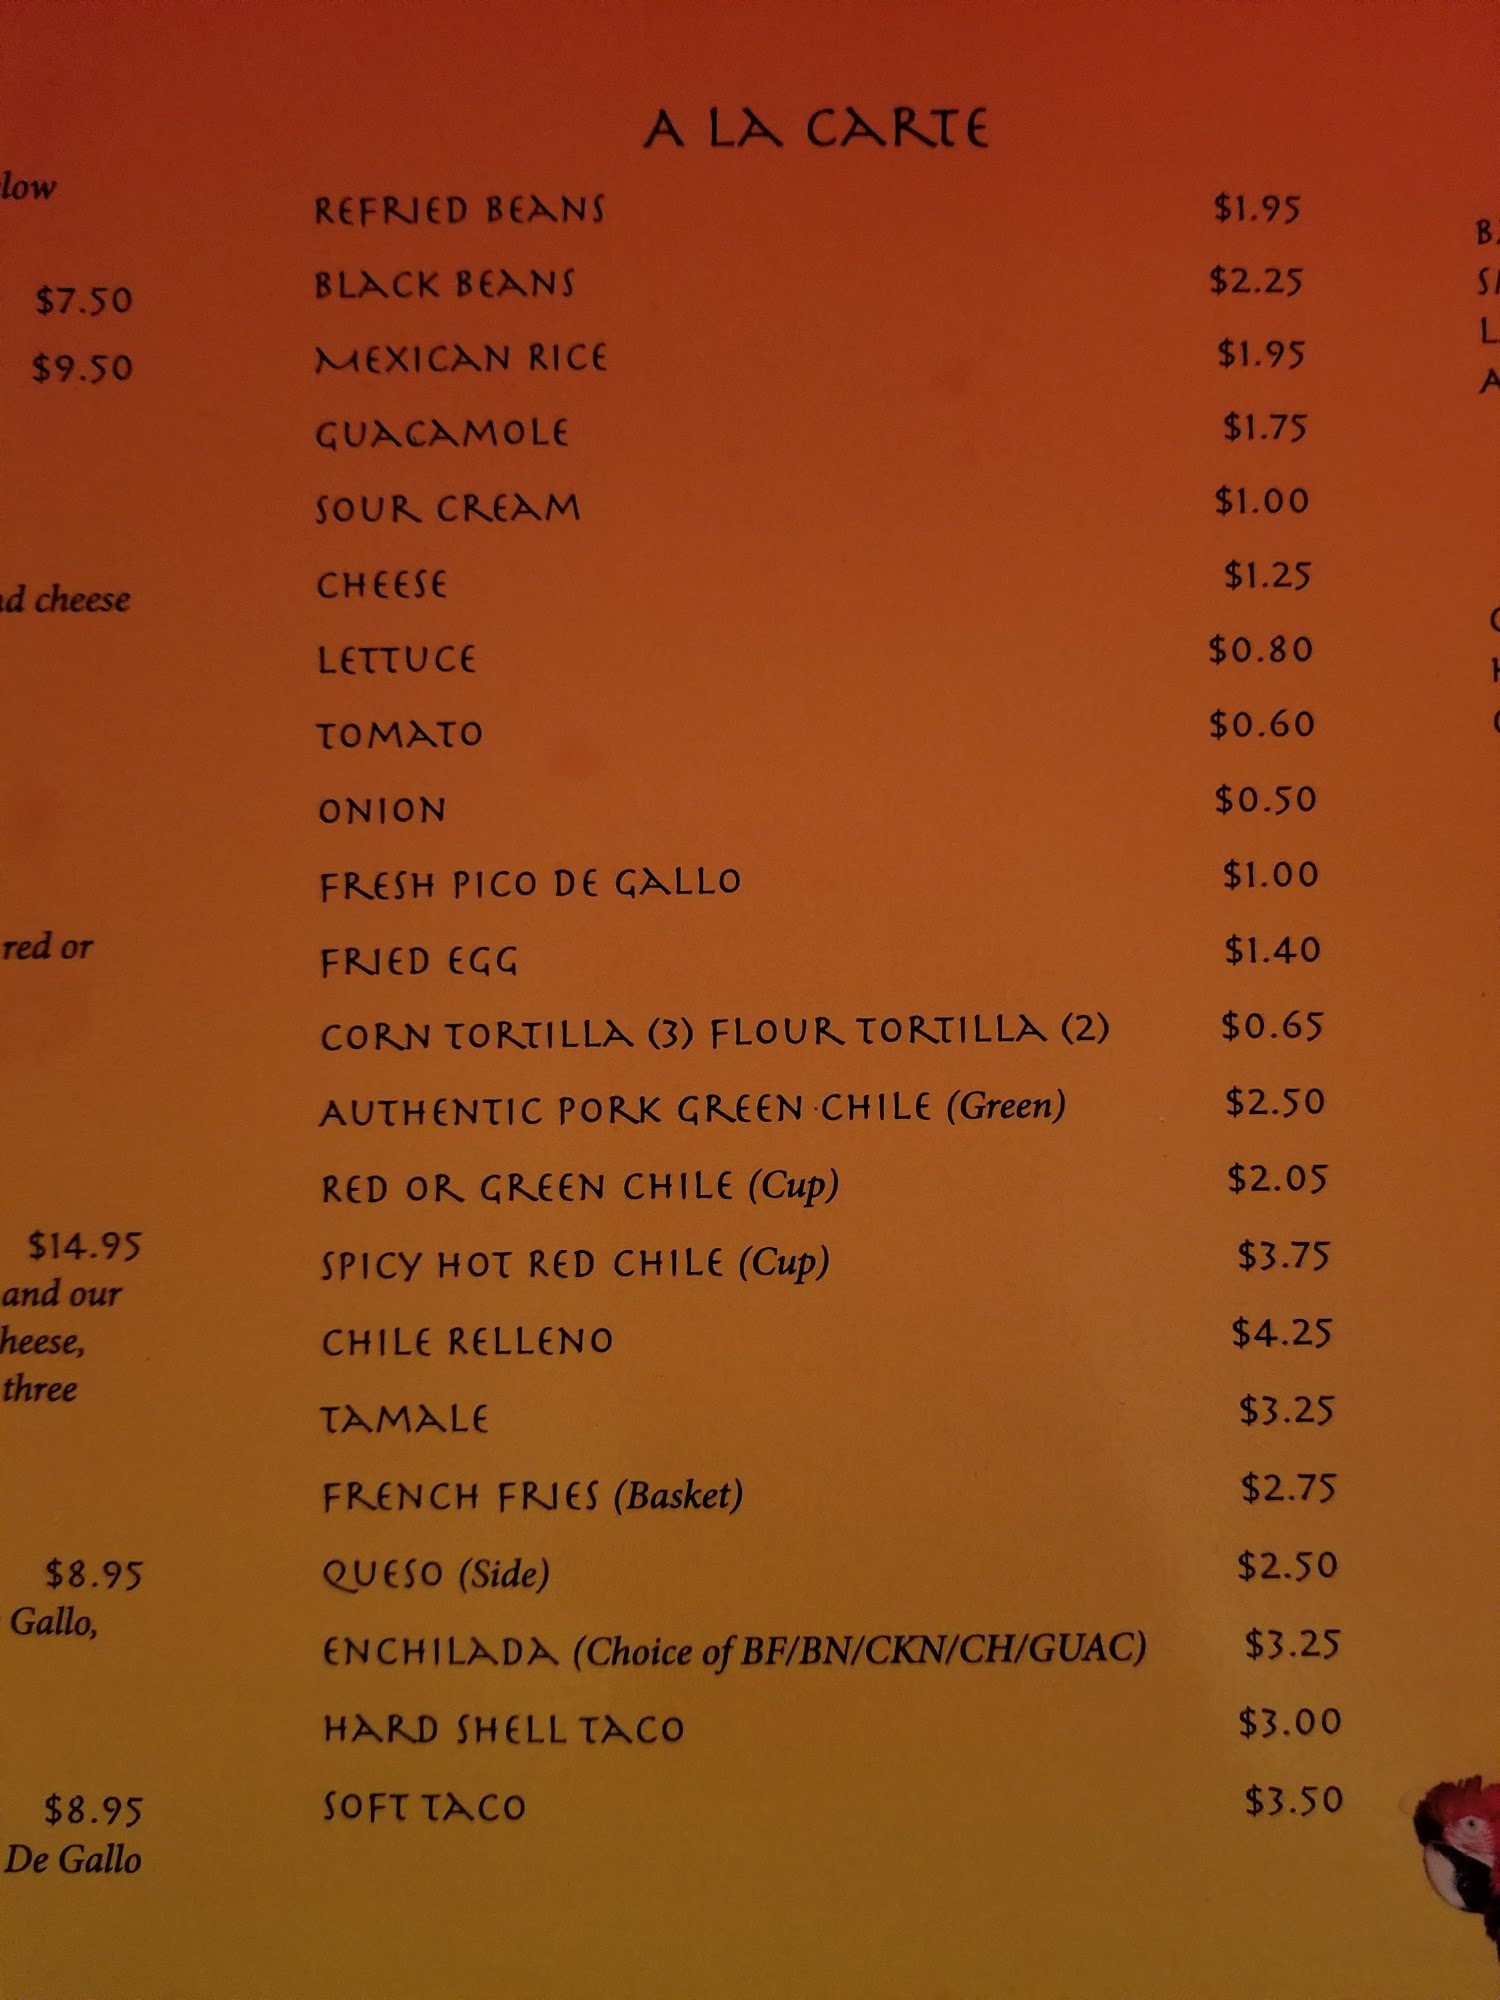 low
$7.50
$9.50
cheese
red or
$14.95
and our
three
$8.95
Gallo,
$8.95
De Gallo
A LA CARTE
REFRIED BEANS $1.95
BLACK BEANS $2.25
MEXICAN RICE $1.95
GUACAMOLE $1.75
SOUR CREAM $1.00
CHEESE $1.25
LETTUCE $0.80
TOMATO $0.60
ONION $0.50
FRESH PICO DE GALLO $1.00
FRIED EGG $1.40
CORN TORTILLA (3) FLOUR TORTILLA (2) $0.65
AUTHENTIC PORK GREEN CHILE (Green) $2.50
RED OR GREEN CHILE (Cup) $2.05
SPICY HOT RED CHILE (Cup) $3.75
CHILE RELLENO $4.25
TAMALE $3.25
FRENCH FRIES (Basket) $2.75
QUESO (Side) $2.50
ENCHILADA (Choice of BF/BN/CKN/CH/GUAC) $3.25
HARD SHELL TACO $3.00
SOFT TACO $3.50